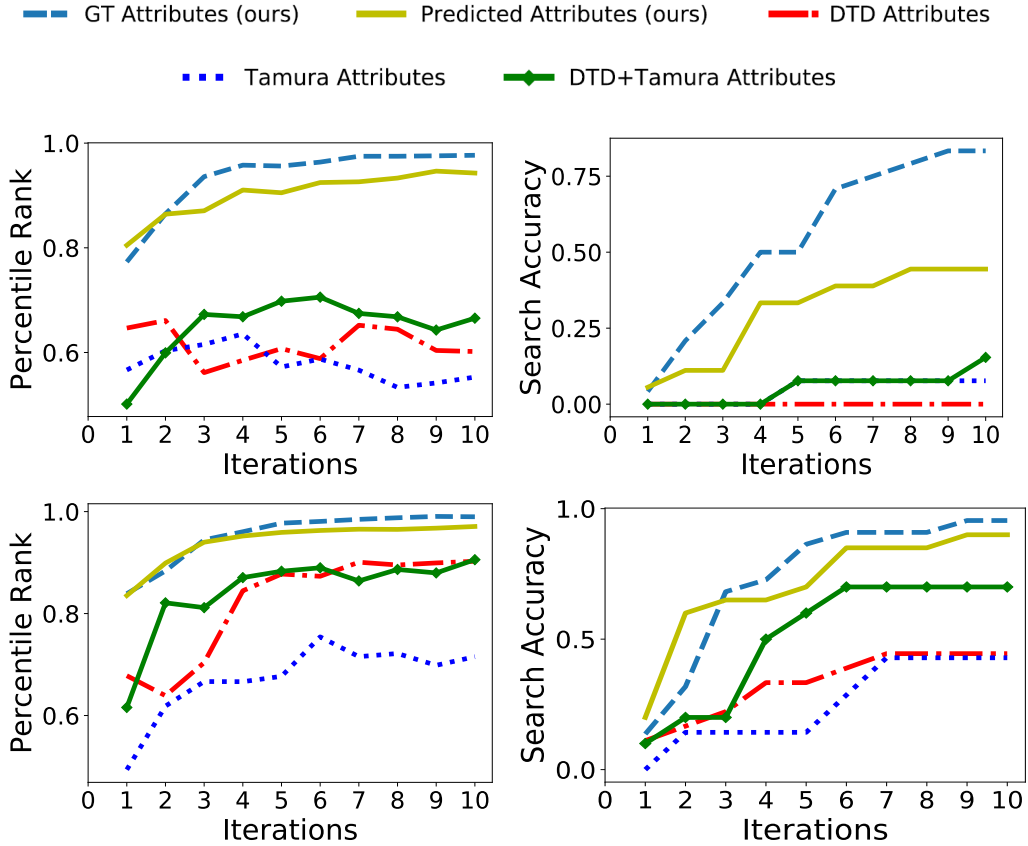 GT Attributes (ours) Predicted Attributes (ours) DTD Attributes
Tamura Attributes DTD+Tamura Attributes
Percentile Rank
1.0
0.8
0.6
0 1 2 3 4 5 6 7 8 9 10
Iterations
Search Accuracy
0.75
0.50
0.25
0.00
0 1 2 3 4 5 6 7 8 9 10
Iterations
Percentile Rank
1.0
0.8
0.6
0 1 2 3 4 5 6 7 8 9 10
Iterations
Search Accuracy
1.0
0.5
0.0
0 1 2 3 4 5 6 7 8 9 10
Iterations